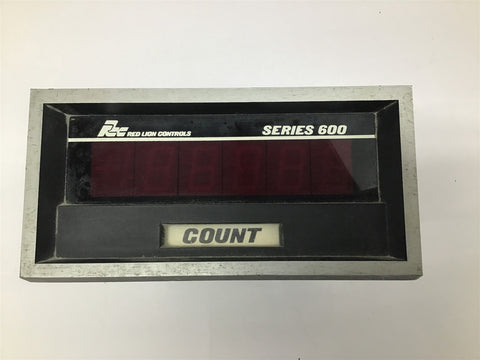 RLC RED LION CONTROLS SERIES 600
COUNT